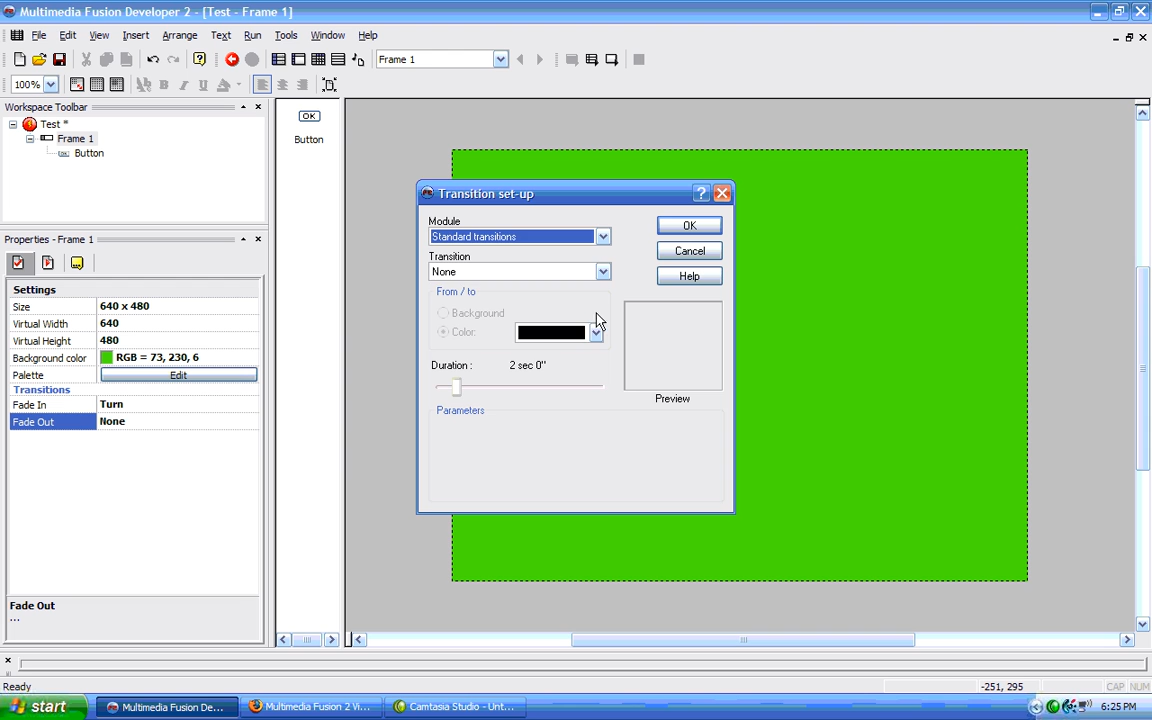 Multimedia Fusion Developer 2 - [Test - Frame 1]
File Edit View Insert Arrange Text Run Tools Window Help
Frame 1
100%
Workspace Toolbar
Test *
Frame 1
Button
OK
Button
Properties - Frame 1
Settings
Size 640 x 480
Virtual Width 640
Virtual Height 480
Background color RGB = 73, 230, 6
Palette Edit
Transitions
Fade In Turn
Fade Out None
Fade Out
...
Transition set-up
Module
Standard transitions
OK
Transition
Cancel
None
Help
From / to
Background
Color:
Duration : 2 sec 0''
Preview
Parameters
Ready
-251, 295
CAP NUM
start
Multimedia Fusion De...
Multimedia Fusion 2 Vi...
Camtasia Studio - Unt...
6:25 PM